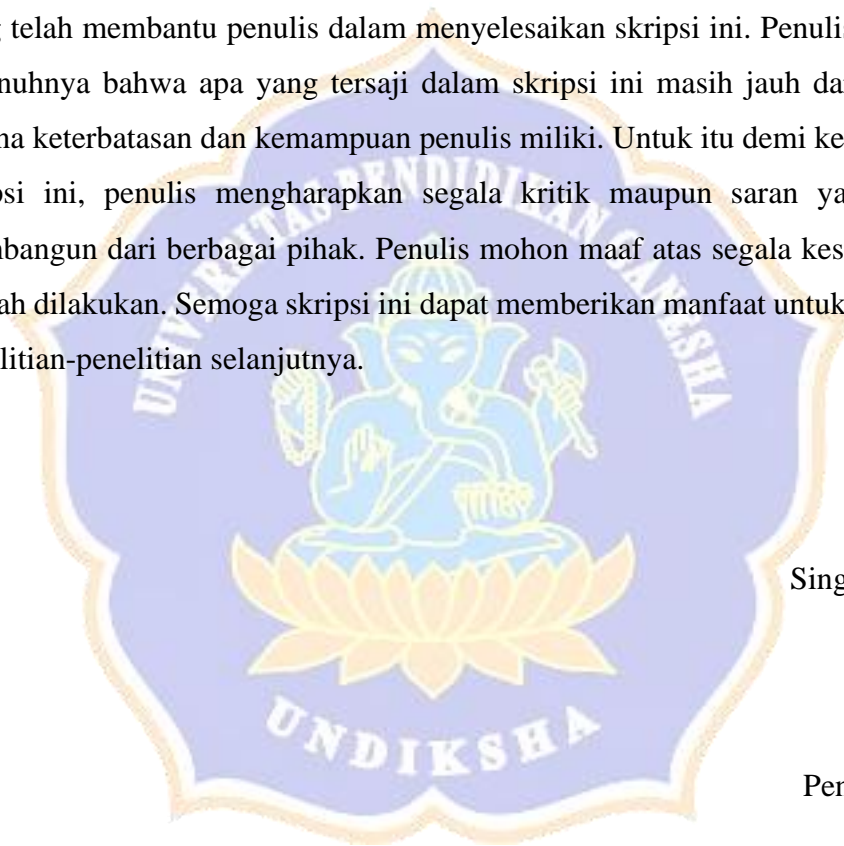 telah membantu penulis dalam menyelesaikan skripsi ini. Penulis
nuhnya bahwa apa yang tersaji dalam skripsi ini masih jauh da
na keterbatasan dan kemampuan penulis miliki. Untuk itu demi ke
si ini, penulis mengharapkan segala kritik maupun saran ya
bangun dari berbagai pihak. Penulis mohon maaf atas segala kes
ah dilakukan. Semoga skripsi ini dapat memberikan manfaat untuk
litian-penelitian selanjutnya.
UNIVERSITAS PENDIDIKAN GANESHA
Sing
UNDIKSHA
Pen